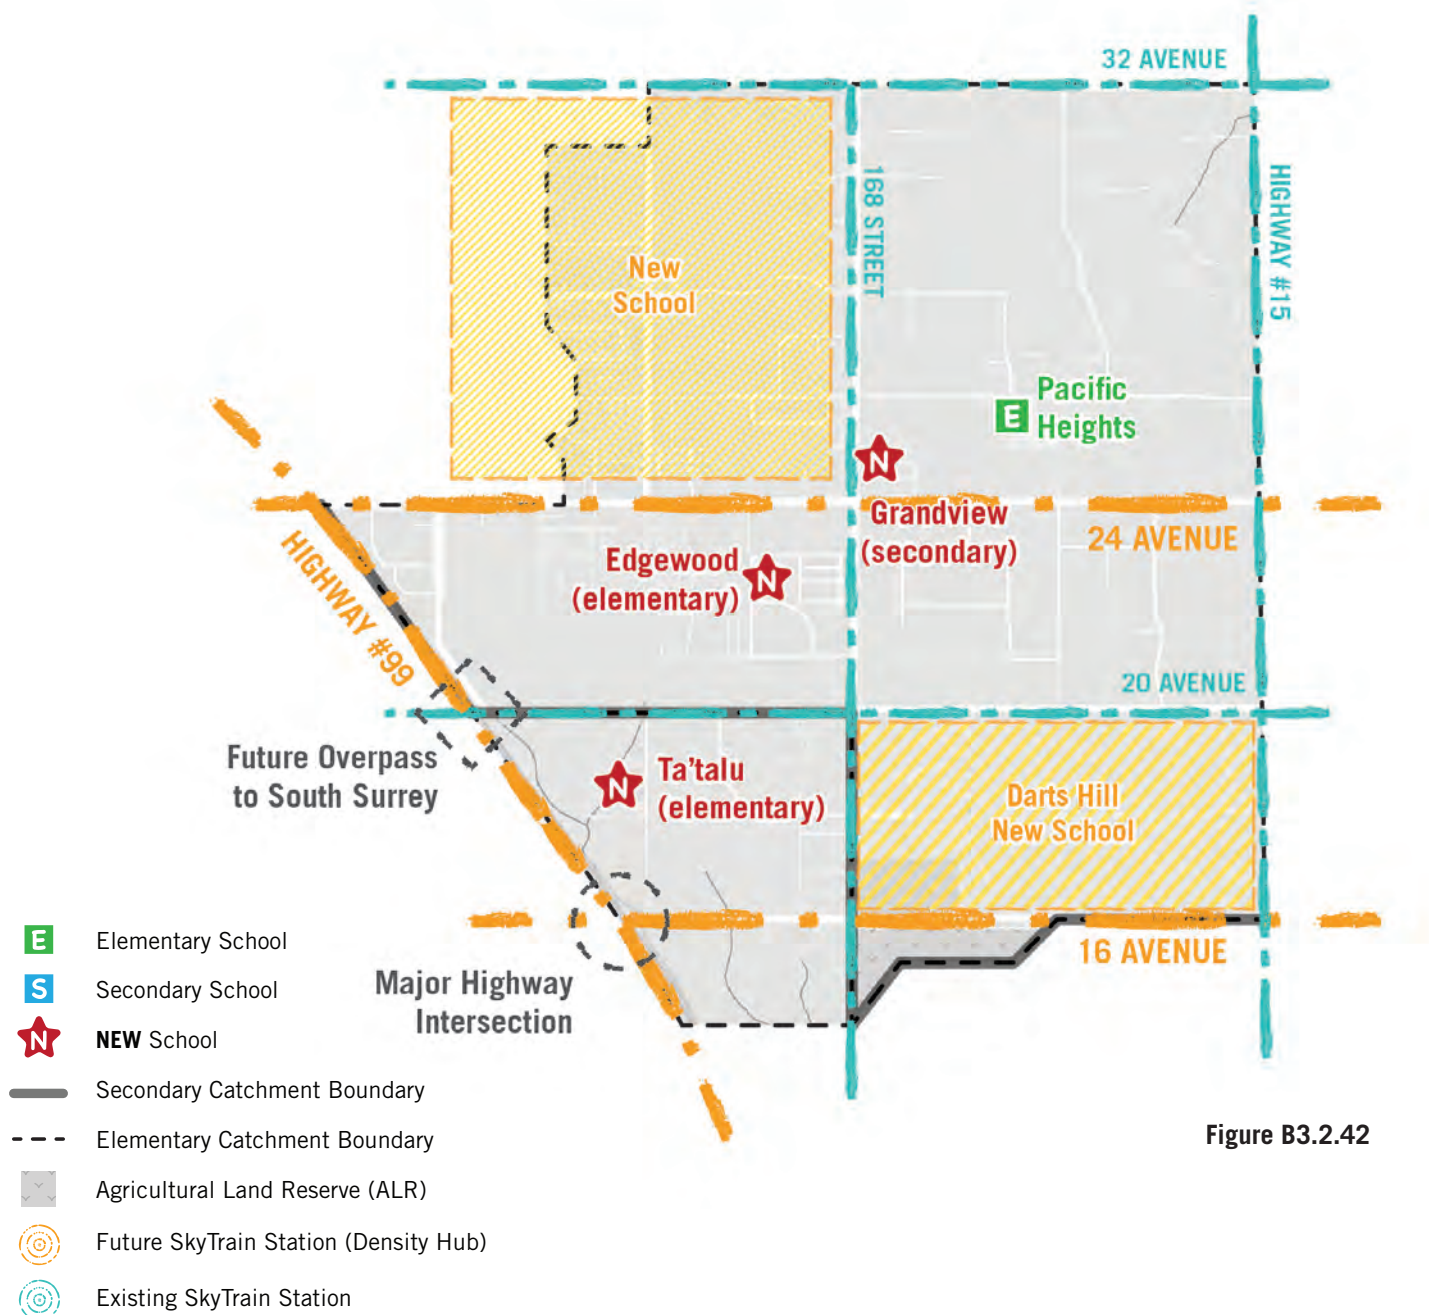 32 AVENUE
168 STREET
HIGHWAY #15
New
School
Pacific
Heights
E
N
Grandview
(secondary)
24 AVENUE
Edgewood
(elementary)
N
HIGHWAY #99
20 AVENUE
Future Overpass
to South Surrey
Ta'talu
(elementary)
N
Darts Hill
New School
16 AVENUE
Major Highway
Intersection
E Elementary School
S Secondary School
N NEW School
Secondary Catchment Boundary
Elementary Catchment Boundary
Agricultural Land Reserve (ALR)
Future SkyTrain Station (Density Hub)
Existing SkyTrain Station
Figure B3.2.42